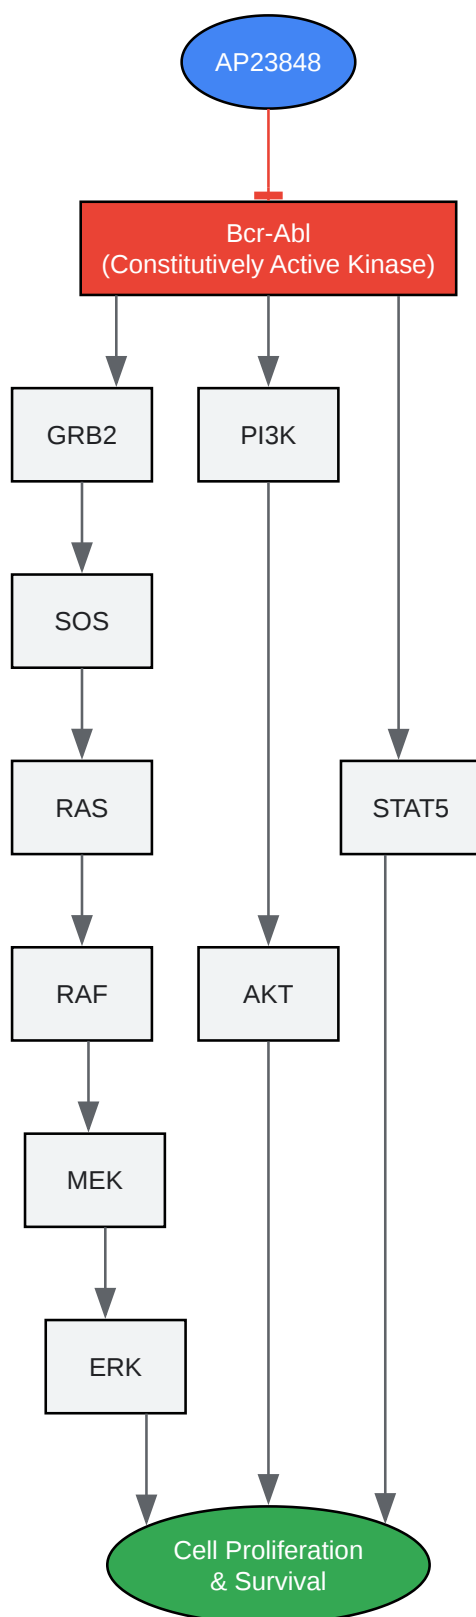 AP23848
Bcr-Abl
(Constitutively Active Kinase)
GRB2
PI3K
SOS
RAS
STAT5
RAF
AKT
MEK
ERK
Cell Proliferation
& Survival